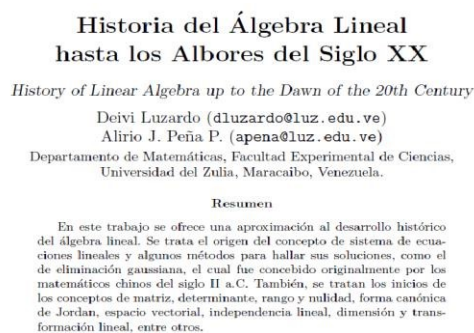 Historia del Álgebra Lineal
hasta los Albores del Siglo XX
History of Linear Algebra up to the Dawn of the 20th Century
Deivi Luzardo (dluzardo@luz.edu.ve)
Alirio J. Peña P. (apena@luz.edu.ve)
Departamento de Matemáticas, Facultad Experimental de Ciencias,
Universidad del Zulia, Maracaibo, Venezuela.
Resumen
En este trabajo se ofrece una aproximación al desarrollo histórico
del álgebra lineal. Se trata el origen del concepto de sistema de ecua-
ciones lineales y algunos métodos para hallar sus soluciones, como el
de eliminación gaussiana, el cual fue concebido originalmente por los
matemáticos chinos del siglo II a.C. También, se tratan los inicios de
los conceptos de matriz, determinante, rango y nulidad, forma canónica
de Jordan, espacio vectorial, independencia lineal, dimensión y trans-
formación lineal, entre otros.